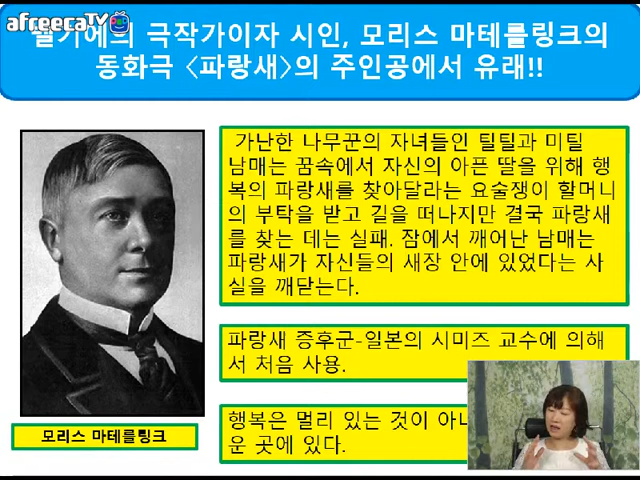 afreecaTV
극작가이자 시인, 모리스 마테를링크의
동화극 <파랑새>의 주인공에서 유래!!
가난한 나무꾼의 자녀들인 틸틸과 미틸
남매는 꿈속에서 자신의 아픈 딸을 위해 행
복의 파랑새를 찾아달라는 요술쟁이 할머니
의 부탁을 받고 길을 떠나지만 결국 파랑새
를 찾는 데는 실패. 잠에서 깨어난 남매는
파랑새가 자신들의 새장 안에 있었다는 사
실을 깨닫는다.
파랑새 증후군-일본의 시미즈 교수에 의해
서 처음 사용.
행복은 멀리 있는 것이
운 곳에 있다.
모리스 마테를링크